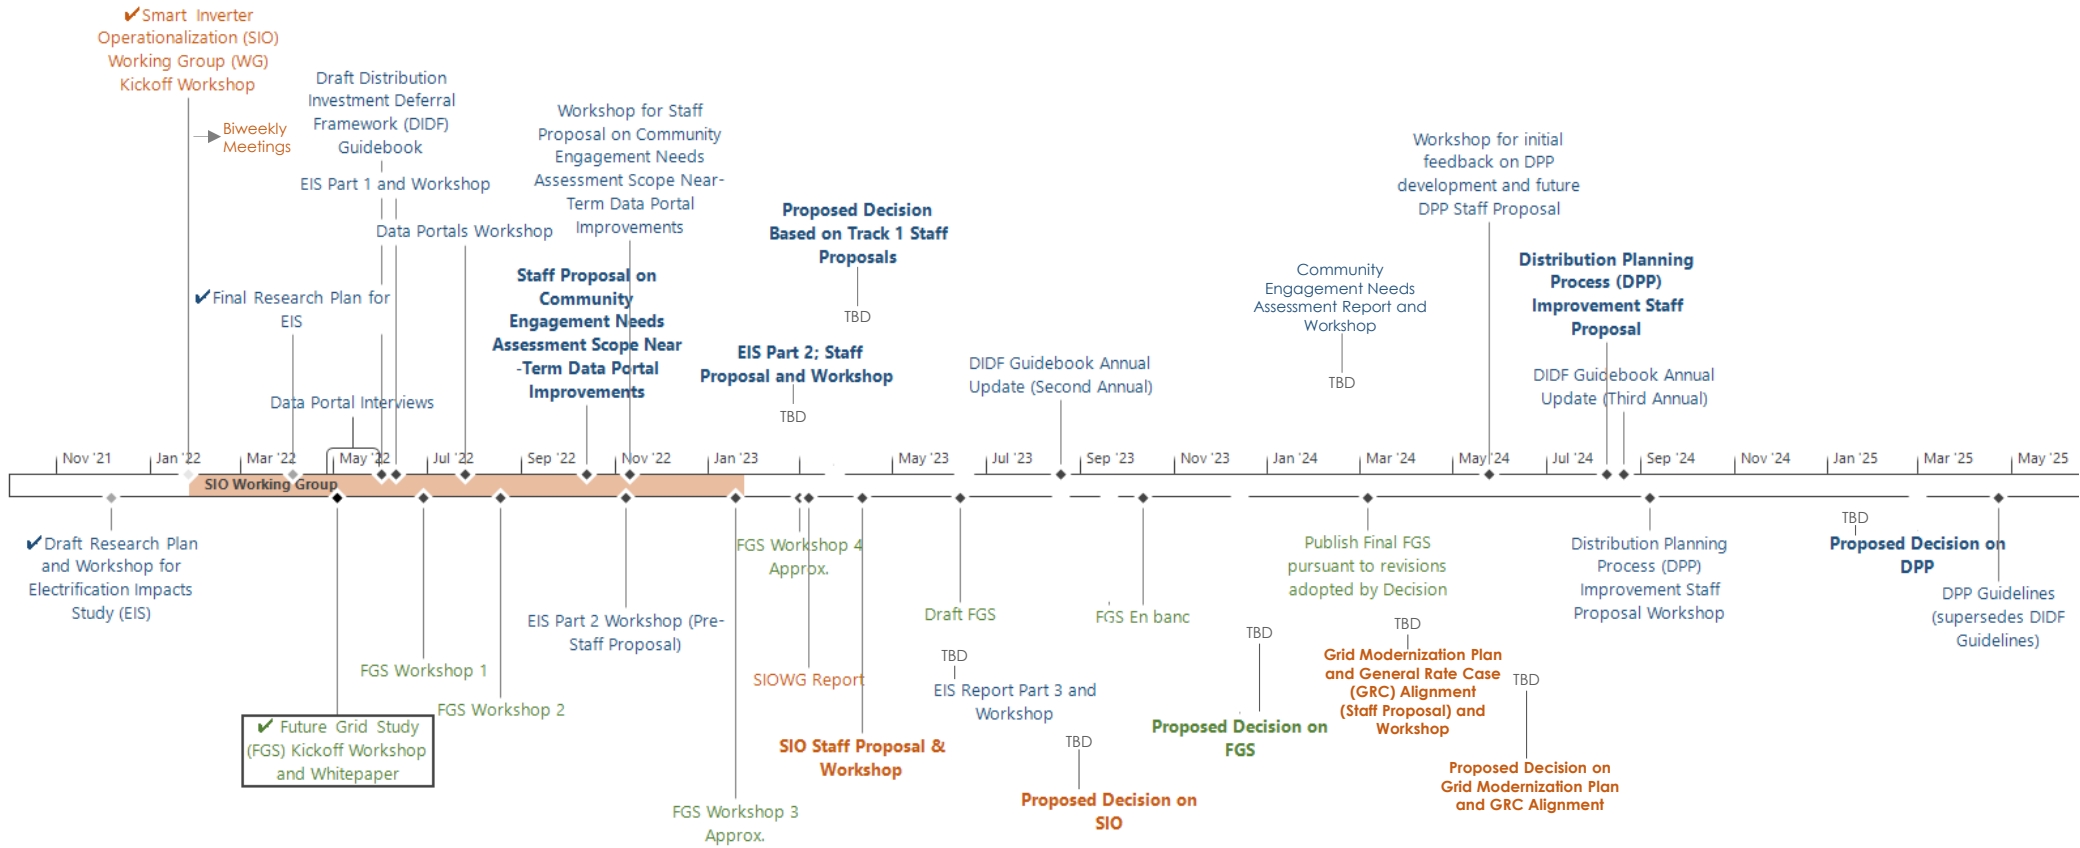 ✔Smart Inverter
Operationalization (SIO)
Working Group (WG)
Kickoff Workshop
Biweekly
Meetings
Draft Distribution
Investment Deferral
Framework (DIDF)
Guidebook
EIS Part 1 and Workshop
Data Portals Workshop
✔Final Research Plan for
EIS
Data Portal Interviews
Workshop for Staff
Proposal on Community
Engagement Needs
Assessment Scope Near-
Term Data Portal
Improvements
Staff Proposal on
Community
Engagement Needs
Assessment Scope Near
-Term Data Portal
Improvements
Proposed Decision
Based on Track 1 Staff
Proposals
TBD
EIS Part 2; Staff
Proposal and Workshop
TBD
DIDF Guidebook Annual
Update (Second Annual)
Community
Engagement Needs
Assessment Report and
Workshop
TBD
Workshop for initial
feedback on DPP
development and future
DPP Staff Proposal
Distribution Planning
Process (DPP)
Improvement Staff
Proposal
DIDF Guidebook Annual
Update (Third Annual)
Nov '21
Jan '22
Mar '22
May '22
Jul '22
Sep '22
Nov '22
Jan '23
May '23
Jul '23
Sep '23
Nov '23
Jan '24
Mar '24
May '24
Jul '24
Sep '24
Nov '24
Jan '25
Mar '25
May '25
SIO Working Group
✔Draft Research Plan
and Workshop for
Electrification Impacts
Study (EIS)
✔ Future Grid Study
(FGS) Kickoff Workshop
and Whitepaper
FGS Workshop 1
FGS Workshop 2
EIS Part 2 Workshop (Pre-
Staff Proposal)
FGS Workshop 3
Approx.
FGS Workshop 4
Approx.
SIOWG Report
SIO Staff Proposal &
Workshop
Draft FGS
TBD
EIS Report Part 3 and
Workshop
TBD
Proposed Decision on
SIO
FGS En banc
TBD
Proposed Decision on
FGS
Publish Final FGS
pursuant to revisions
adopted by Decision
TBD
Grid Modernization Plan
and General Rate Case
(GRC) Alignment
(Staff Proposal) and
Workshop
TBD
Proposed Decision on
Grid Modernization Plan
and GRC Alignment
Distribution Planning
Process (DPP)
Improvement Staff
Proposal Workshop
TBD
Proposed Decision on
DPP
DPP Guidelines
(supersedes DIDF
Guidelines)